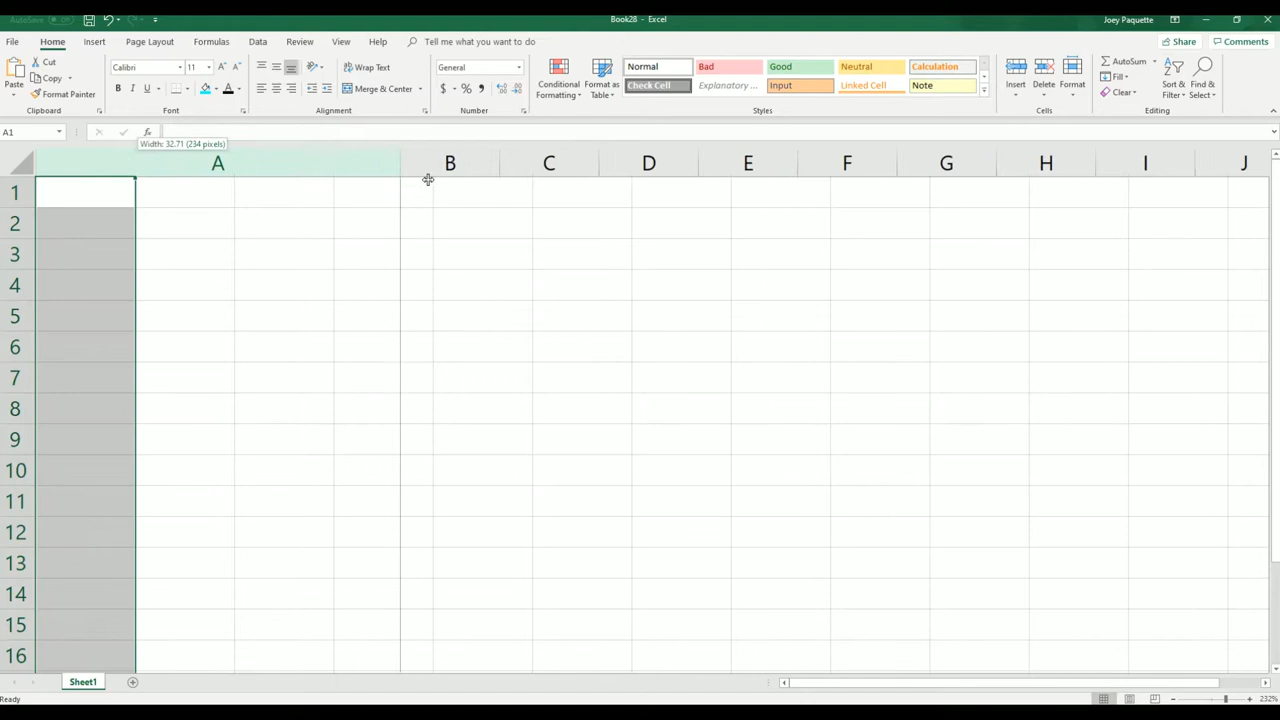 AutoSave Off
Book28 - Excel
Joey Paquette
File Home Insert Page Layout Formulas Data Review View Help Tell me what you want to do Share Comments
Paste
Cut
Copy
Format Painter
Clipboard
Calibri 11 A A
B I U A
Font
ab Wrap Text
Merge & Center
Alignment
General
$ % ,
Number
Conditional Formatting
Format as Table
Normal Bad Good Neutral Calculation
Check Cell Explanatory ... Input Linked Cell Note
Styles
Insert Delete Format
Cells
AutoSum
Fill
Clear
Sort & Filter
Find & Select
Editing
A1 fx
Width: 32.71 (234 pixels)
A B C D E F G H I J
1
2
3
4
5
6
7
8
9
10
11
12
13
14
15
16
Sheet1
Ready
232%